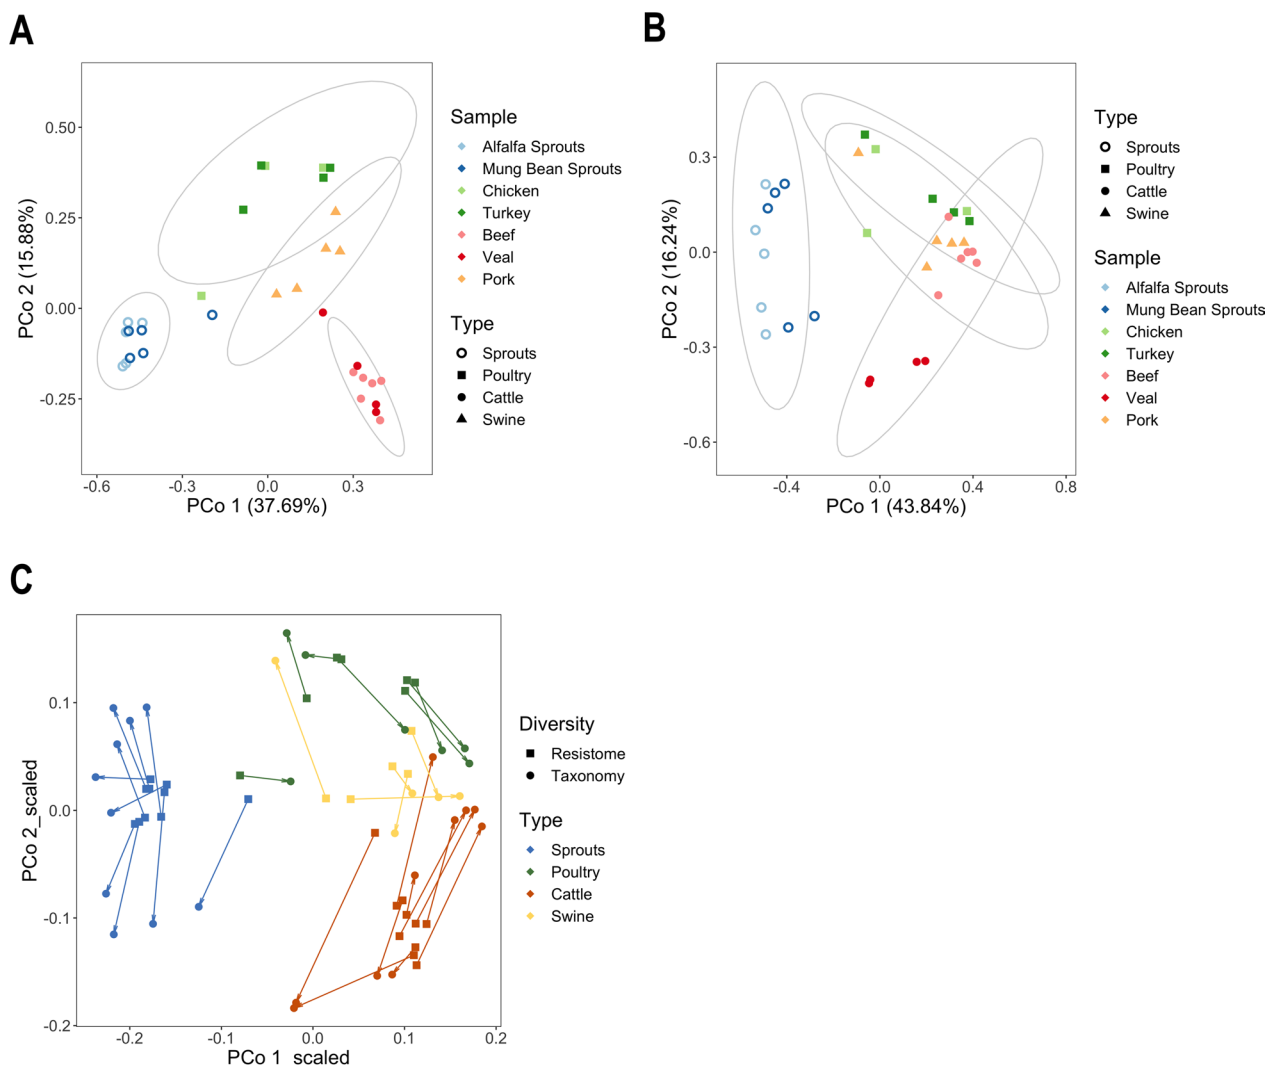 A
0.50
0.25
0.00
-0.25
PCo 2 (15.88%)
-0.6
-0.3
0.0
0.3
PCo 1 (37.69%)
Sample
Alfalfa Sprouts
Mung Bean Sprouts
Chicken
Turkey
Beef
Veal
Pork
Type
Sprouts
Poultry
Cattle
Swine
B
0.3
0.0
-0.3
-0.6
PCo 2 (16.24%)
-0.4
0.0
0.4
0.8
PCo 1 (43.84%)
Type
Sprouts
Poultry
Cattle
Swine
Sample
Alfalfa Sprouts
Mung Bean Sprouts
Chicken
Turkey
Beef
Veal
Pork
C
0.1
0.0
-0.1
-0.2
PCo 2_scaled
-0.2
-0.1
0.0
0.1
0.2
PCo 1 scaled
Diversity
Resistome
Taxonomy
Type
Sprouts
Poultry
Cattle
Swine